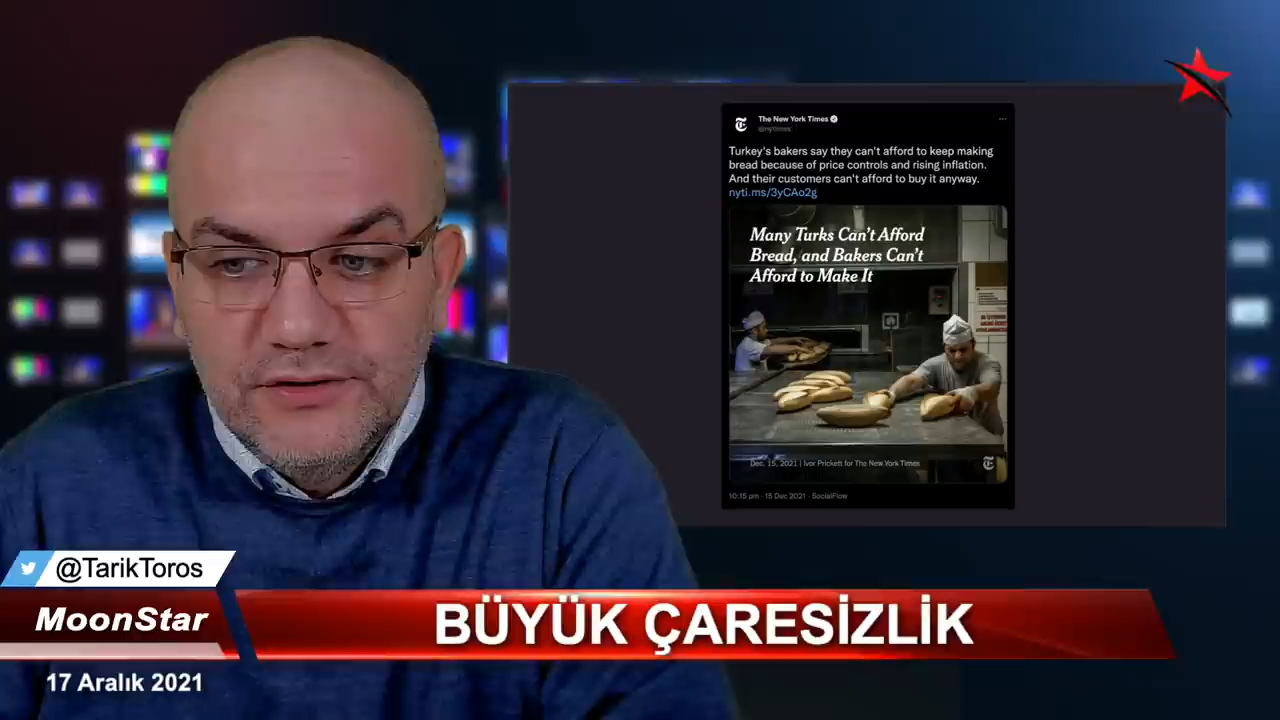 The New York Times
@nytimes
Turkey's bakers say they can't afford to keep making
bread because of price controls and rising inflation.
And their customers can't afford to buy it anyway.
nyti.ms/3yCAo2g
Many Turks Can't Afford
Bread, and Bakers Can't
Afford to Make It
Dec. 15, 2021 | Ivor Prickett for The New York Times
10:15 pm · 15 Dec 2021 · SocialFlow
@TarikToros
MoonStar
BÜYÜK ÇARESİZLİK
17 Aralık 2021